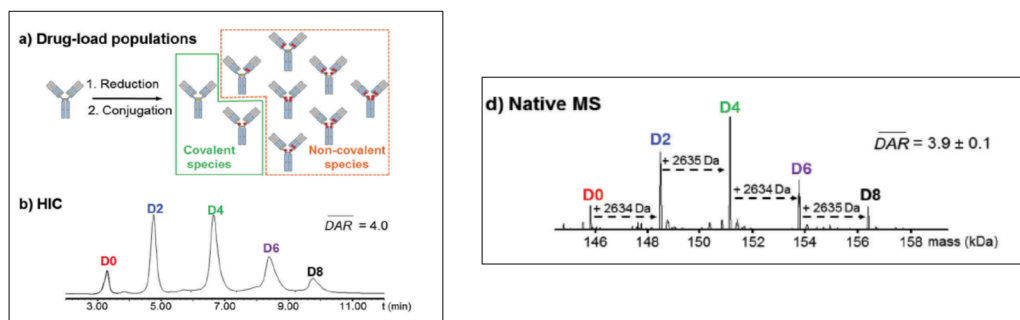 a) Drug-load populations
1. Reduction
2. Conjugation
Covalent
species
Non-covalent
species
b) HIC
D0
D2
D4
D6
D8
DAR = 4.0
3.00 5.00 7.00 9.00 11.00 t (min)
d) Native MS
D0
D2
D4
D6
D8
DAR = 3.9 ± 0.1
+ 2634 Da
+ 2635 Da
+ 2634 Da
+ 2635 Da
146 148 150 152 154 156 158 mass (kDa)